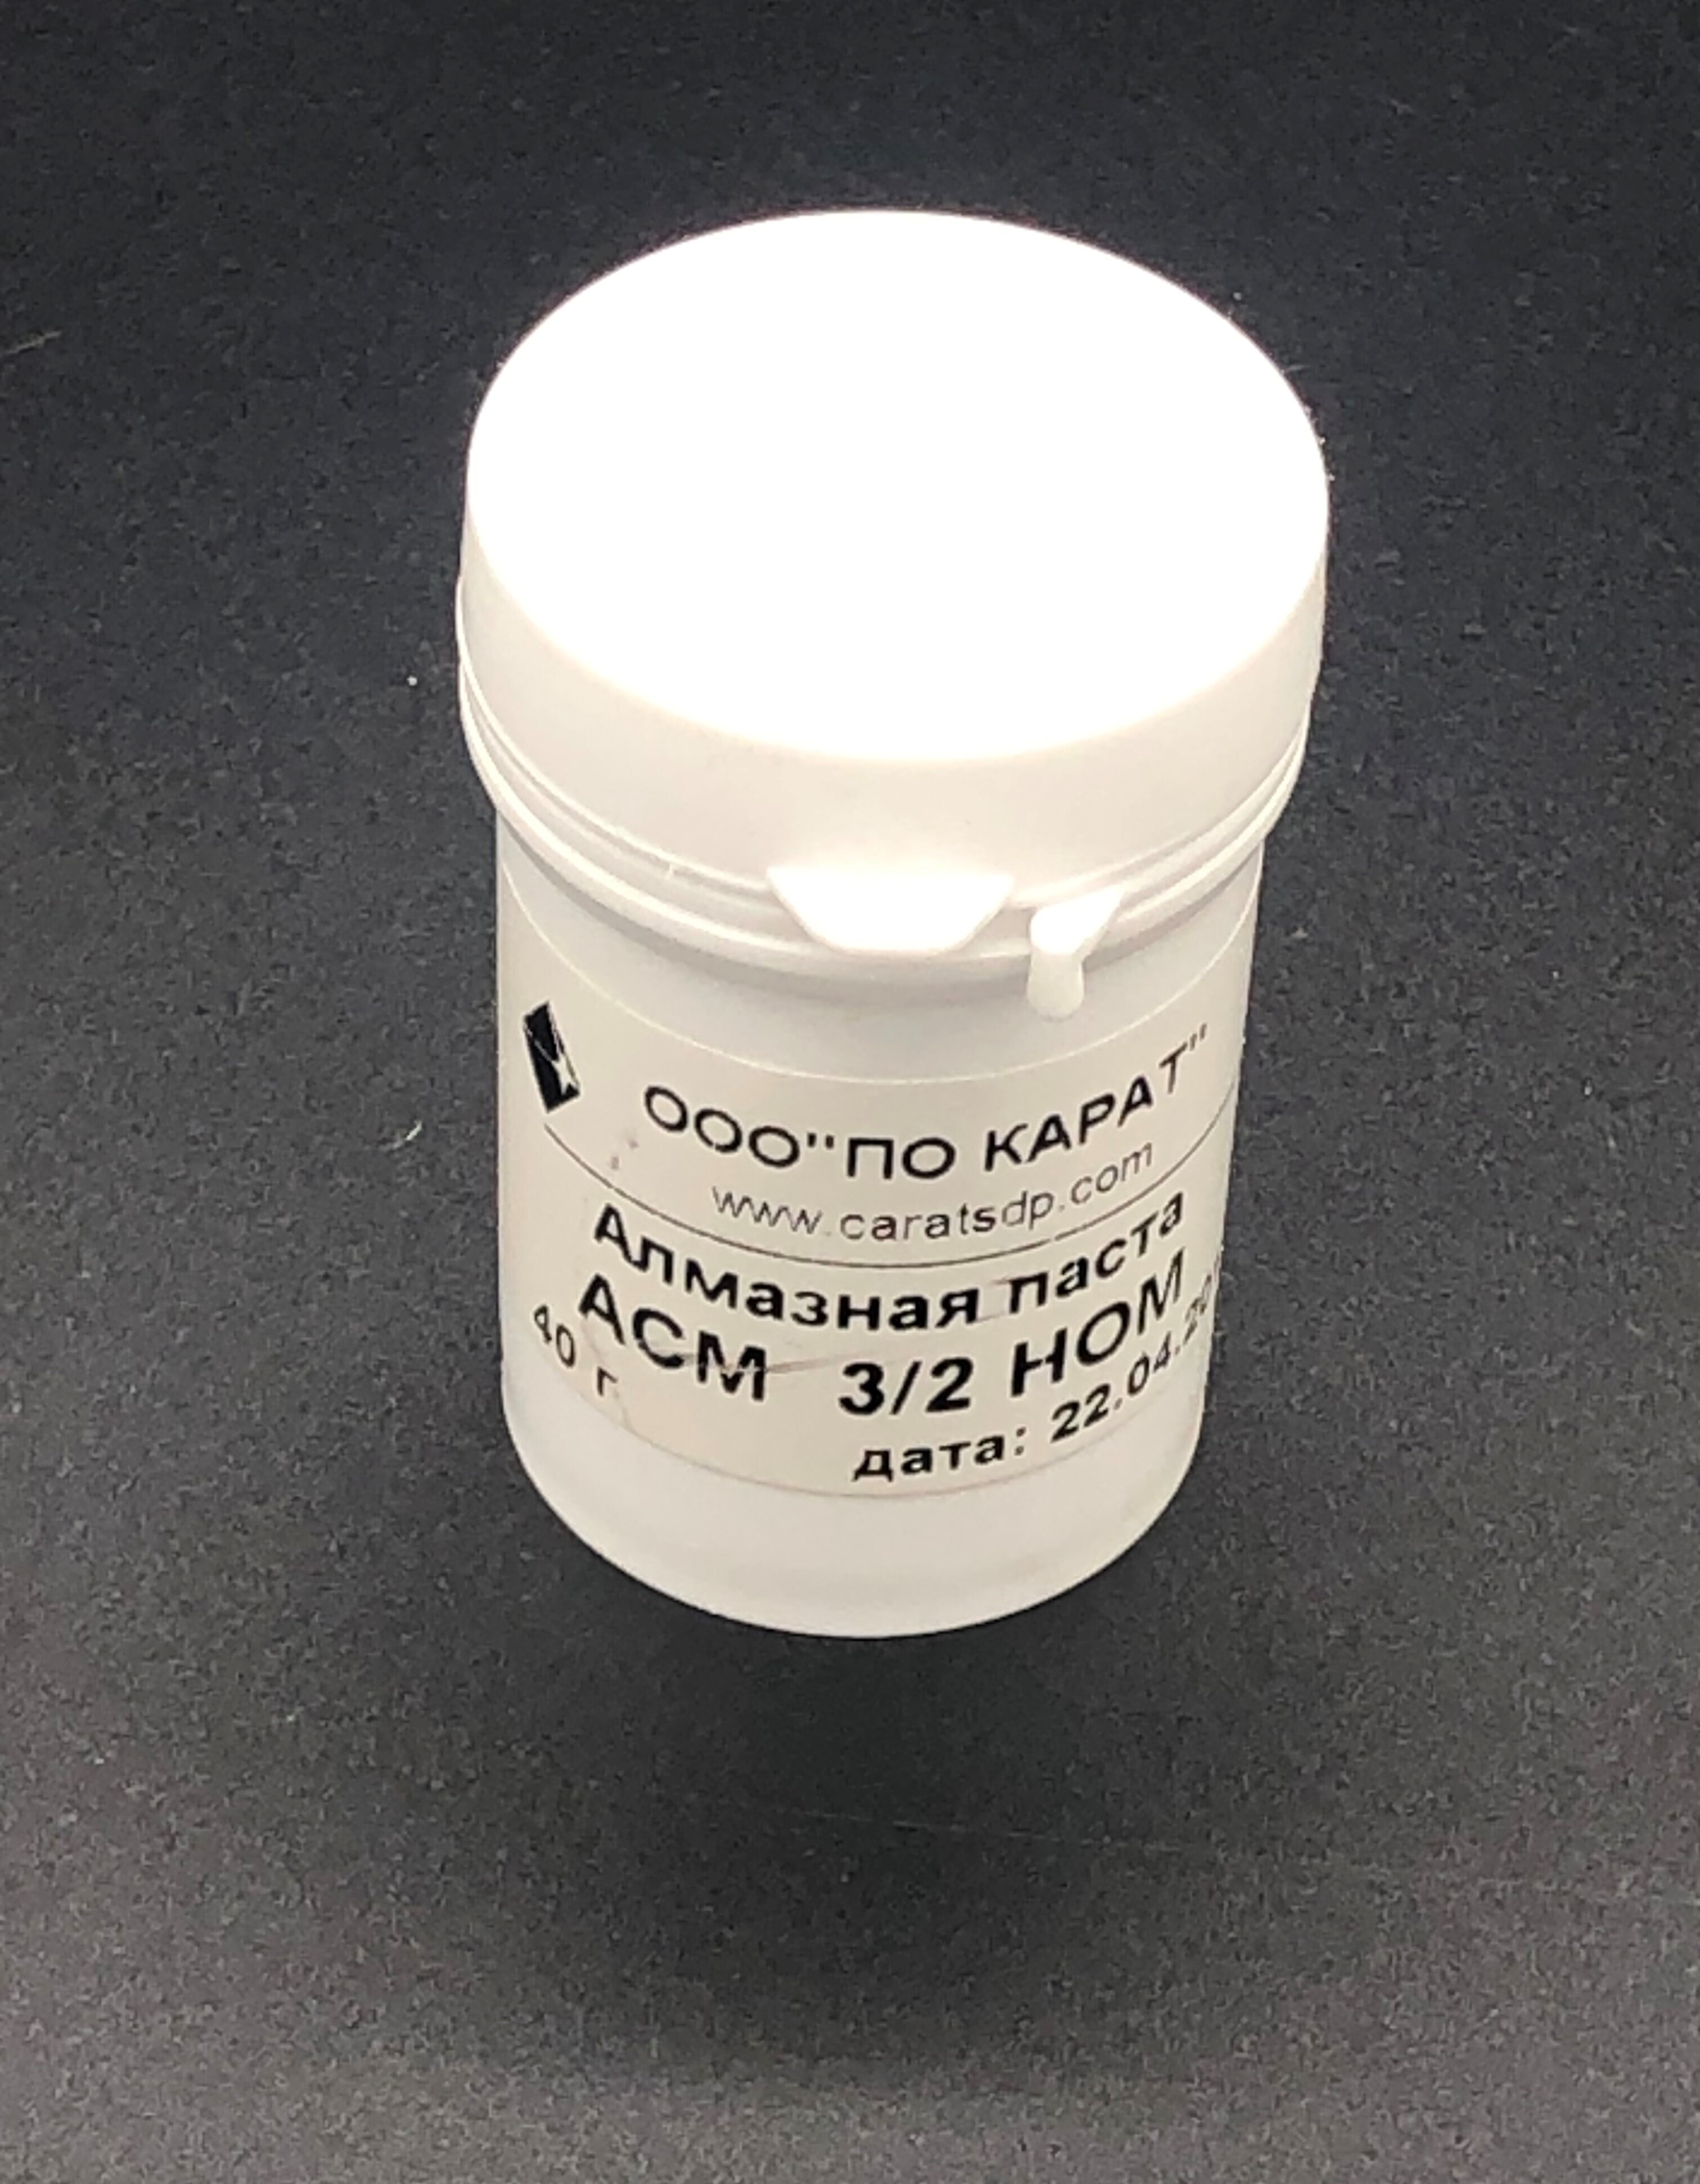 ООО"ПО КАРАТ"
www.caratsdp.com
Алмазная паста
АСМ 3/2 НОМ
40 г
дата: 22.04.